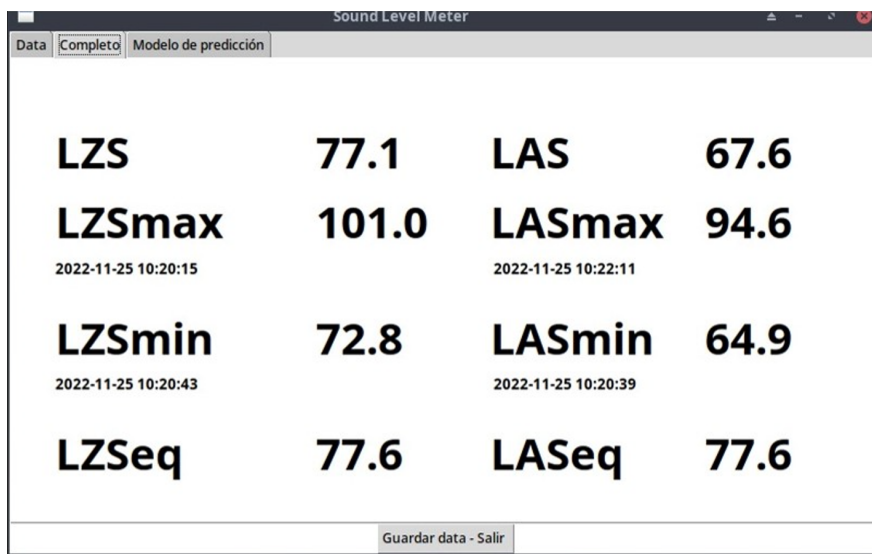 Sound Level Meter
Data Completo Modelo de predicción
LZS 77.1 LAS 67.6
LZSmax 101.0 LASmax 94.6
2022-11-25 10:20:15 2022-11-25 10:22:11
LZSmin 72.8 LASmin 64.9
2022-11-25 10:20:43 2022-11-25 10:20:39
LZSeq 77.6 LASeq 77.6
Guardar data - Salir